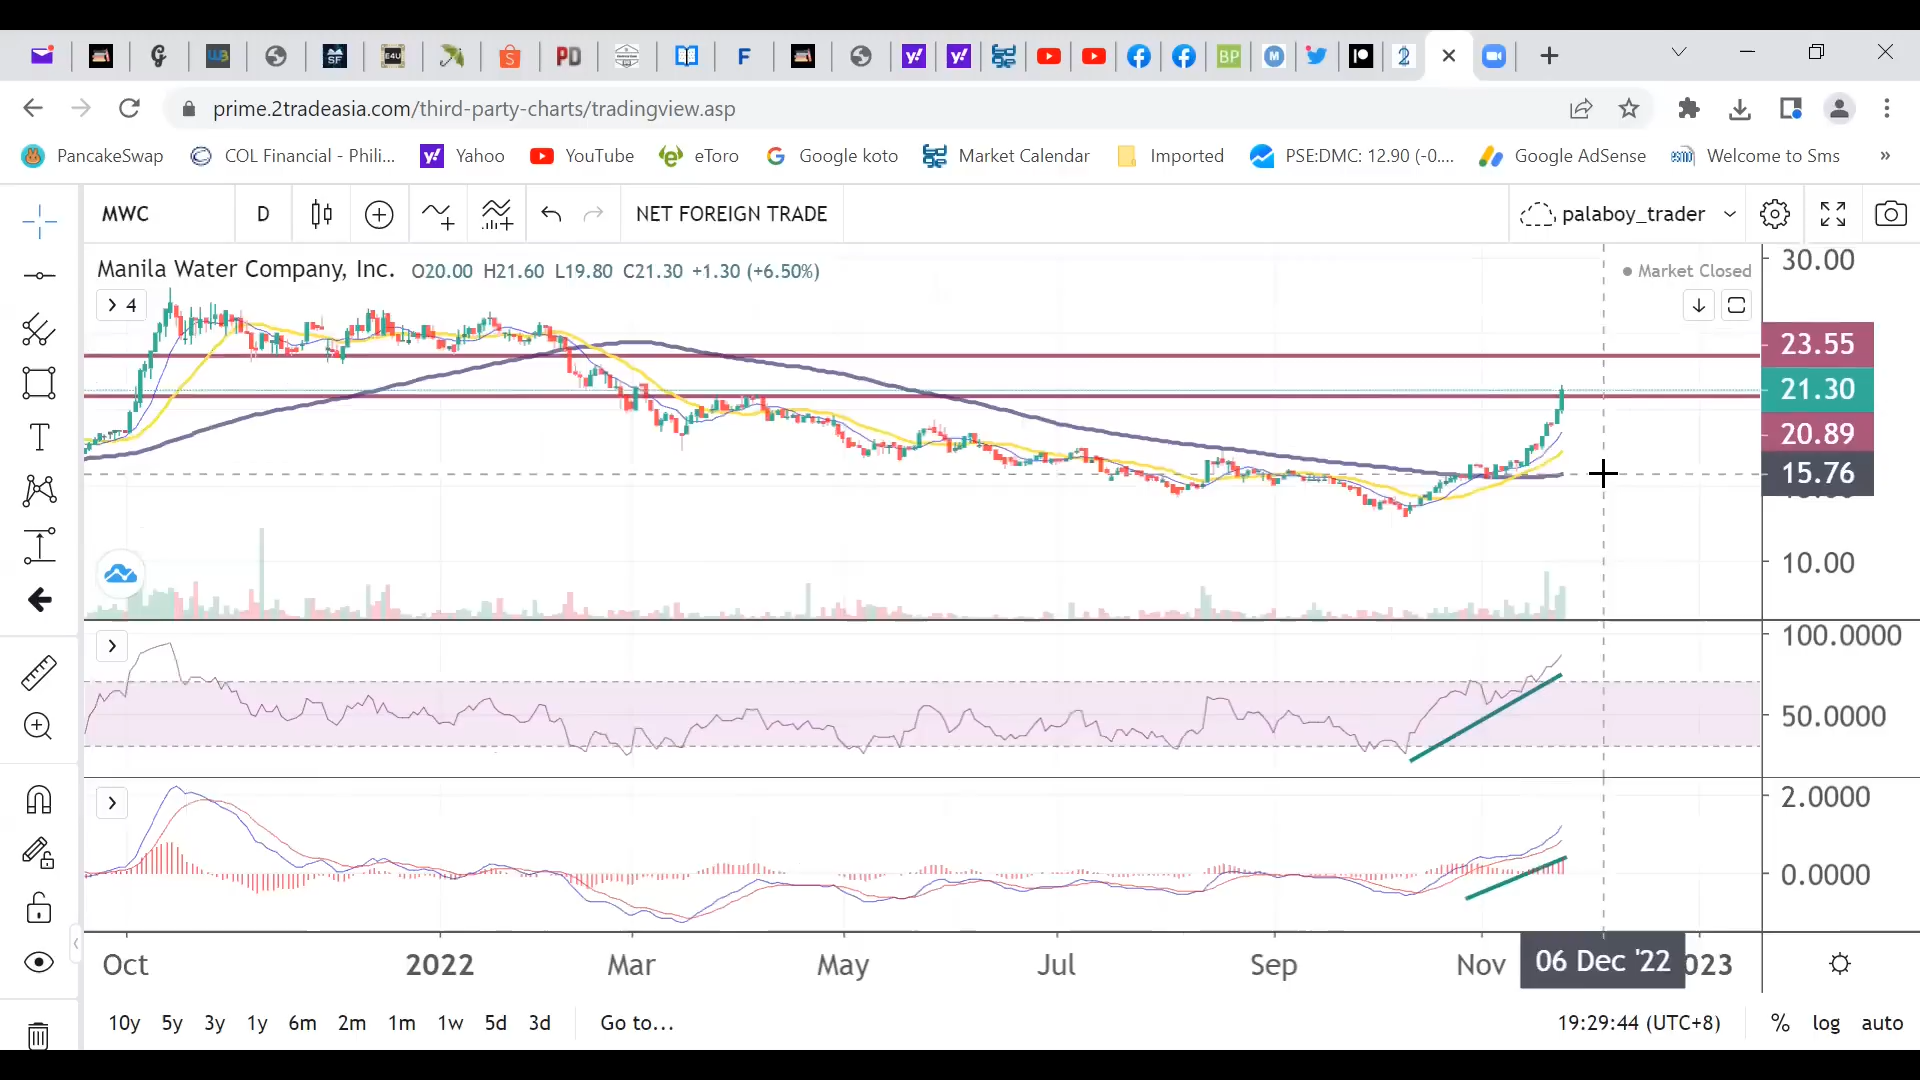 PD
F
BP
M
2
prime.2tradeasia.com/third-party-charts/tradingview.asp
PancakeSwap COL Financial - Phili... Yahoo YouTube eToro Google koto Market Calendar Imported PSE:DMC: 12.90 (-0.... Google AdSense Welcome to Sms »
MWC D NET FOREIGN TRADE palaboy_trader
Manila Water Company, Inc. O20.00 H21.60 L19.80 C21.30 +1.30 (+6.50%)
Market Closed
4
30.00
23.55
21.30
20.89
15.76
10.00
100.0000
50.0000
2.0000
0.0000
Oct 2022 Mar May Jul Sep Nov 06 Dec '22 023
10y 5y 3y 1y 6m 2m 1m 1w 5d 3d Go to... 19:29:44 (UTC+8) % log auto